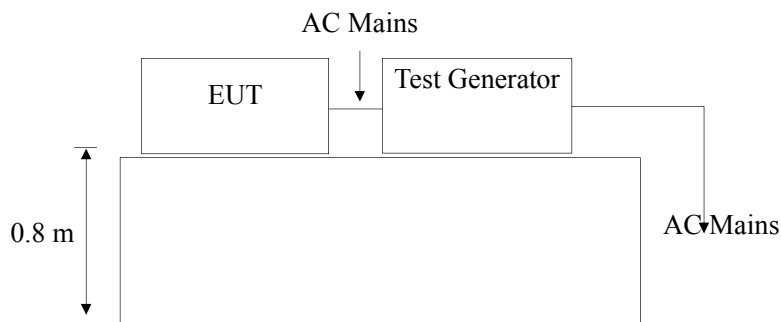 AC Mains
EUT
Test Generator
0.8 m
AC Mains